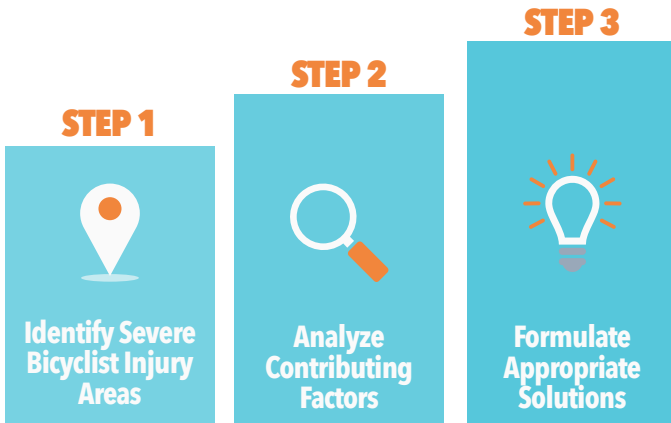 STEP 1
Identify Severe
Bicyclist Injury
Areas
STEP 2
Analyze
Contributing
Factors
STEP 3
Formulate
Appropriate
Solutions